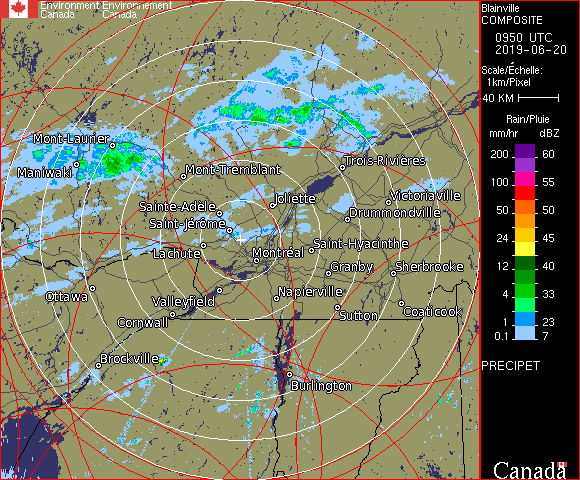 Environment Environnement
Canada Canada
Blainville
COMPOSITE
0950 UTC
2019-06-20
Scale/Échelle:
1km/Pixel
40 KM
Rain/Pluie
mm/hr dBZ
200 60
100 55
50 50
24 45
12 40
4 33
1 23
0.1 7
PRECIPET
Mont-Laurier
Maniwaki
Mont-Tremblant
Trois-Rivières
Sainte-Adèle
Joliette
Victoriaville
Drummondville
Saint-Jérôme
Lachute
Montréal
Saint-Hyacinthe
Granby
Sherbrooke
Ottawa
Valleyfield
Napierville
Cornwall
Sutton
Coaticook
Brockville
Burlington
Canada